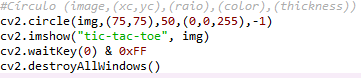 #Círculo (image,(xc,yc),(raio),(color),(thickness))
cv2.circle(img,(75,75),50,(0,0,255),-1)
cv2.imshow("tic-tac-toe", img)
cv2.waitKey(0) & 0xFF
cv2.destroyAllWindows()